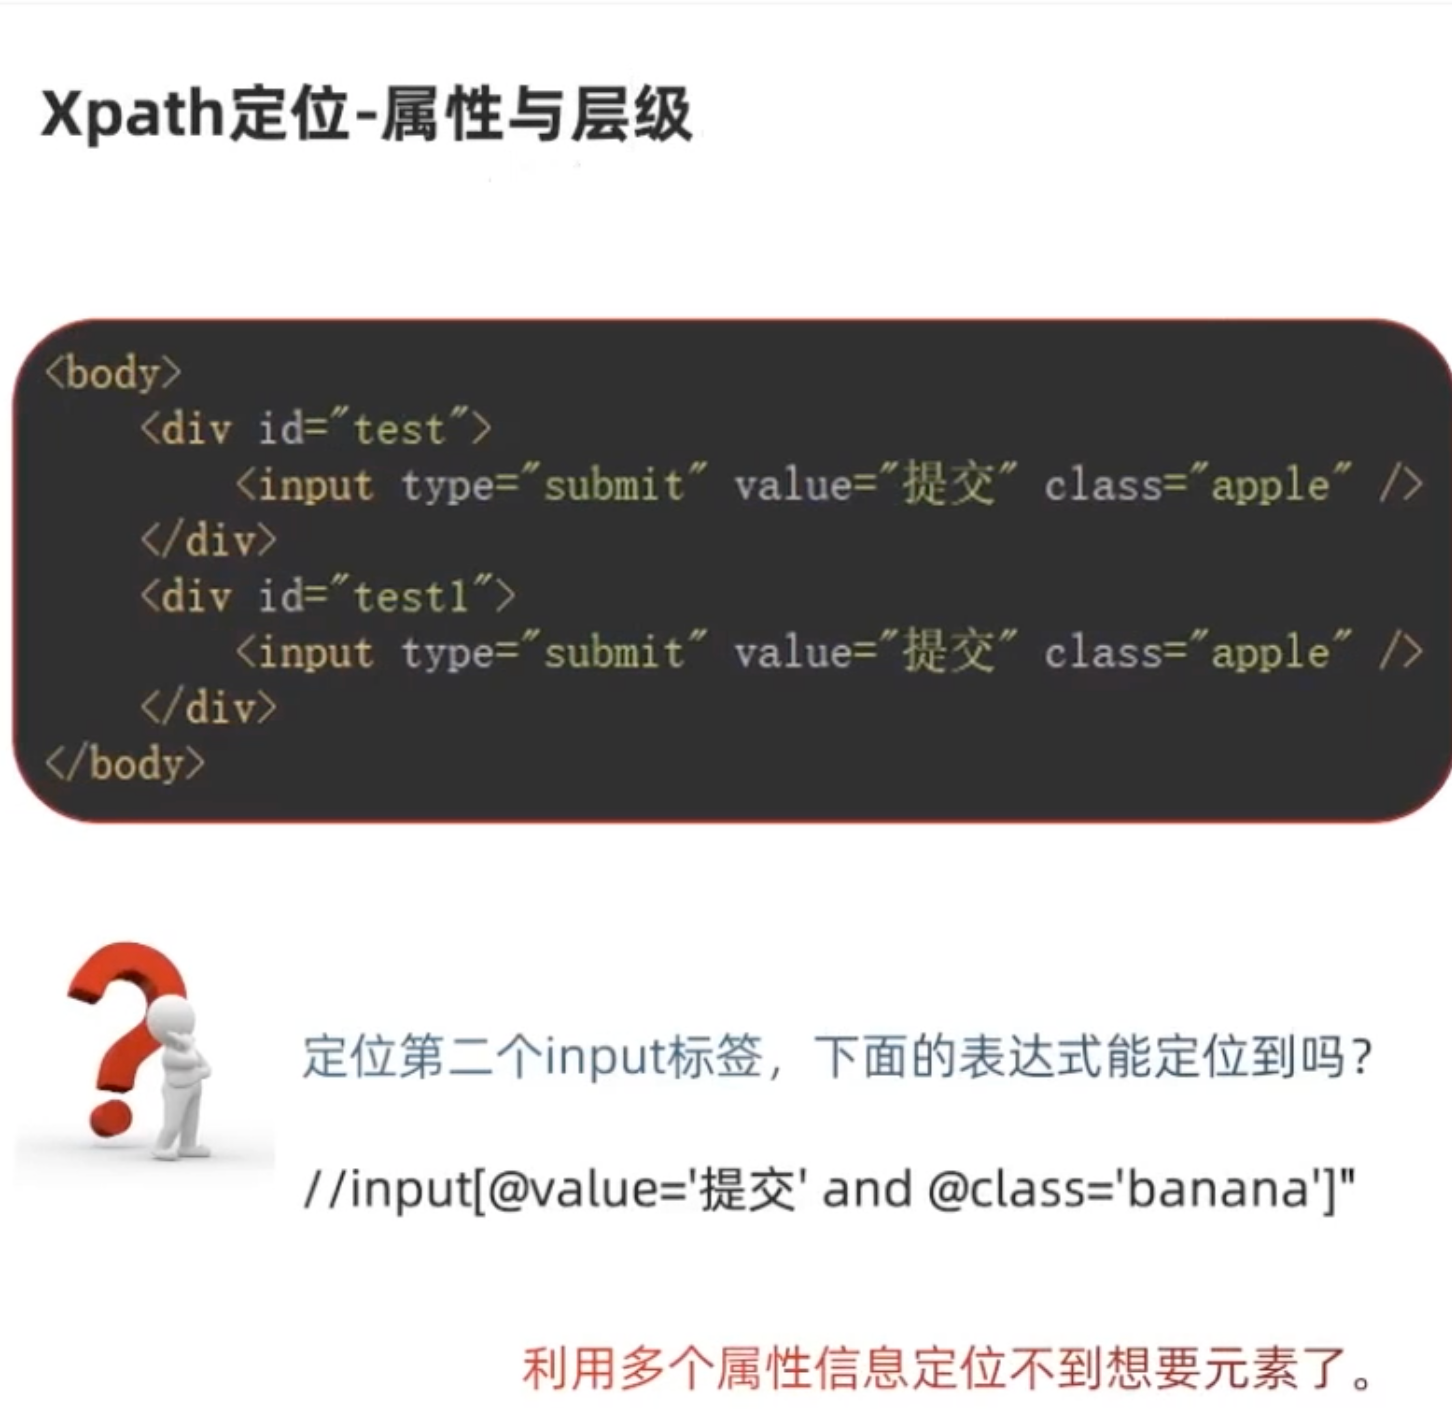 Xpath定位-属性与层级
<body>
<div id="test">
<input type="submit" value="提交" class="apple" />
</div>
<div id="test1">
<input type="submit" value="提交" class="apple" />
</div>
</body>
定位第二个input标签，下面的表达式能定位到吗？
//input[@value='提交' and @class='banana']"
利用多个属性信息定位不到想要元素了。